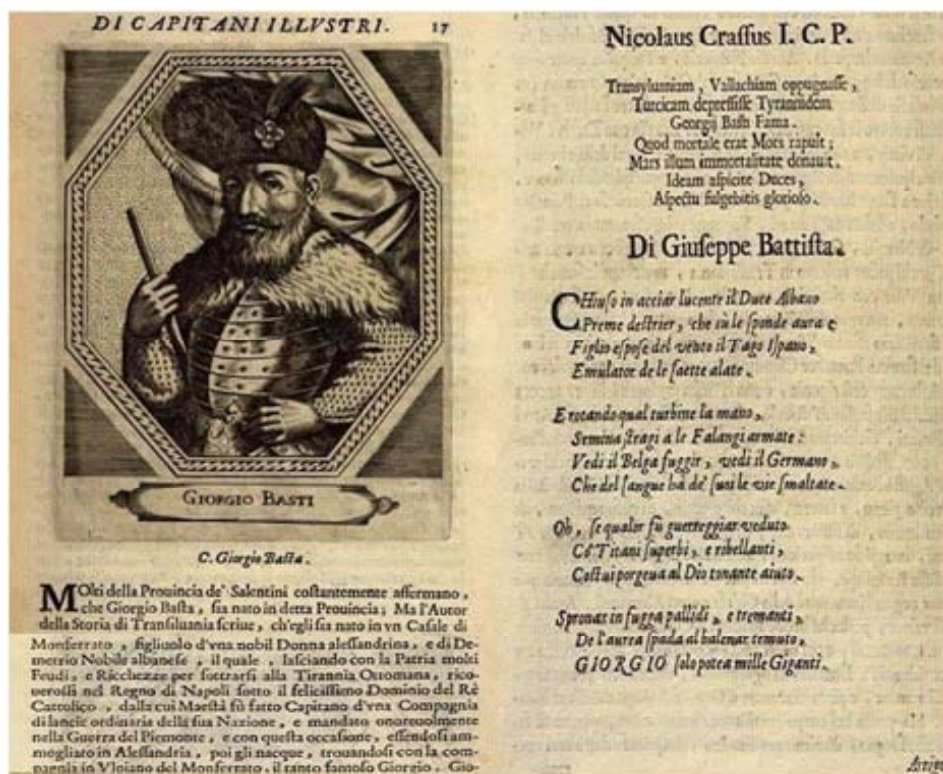 DI CAPITANI ILLVSTRI. 17
GIORGIO BASTI
C. Giorgio Basta.
MOlti della Prouincia de' Salentini costantemente affermano,
che Giorgio Basta, sia nato in detta Prouincia; Ma l'Autor
della Storia di Transiluania scriue, ch'egli sia nato in vn Casale di
Monferrato, figliuolo d'vna nobil Donna alessandrina, e di De-
metrio Nobile albanese, il quale, lasciando con la Patria molti
Feudi, e Ricchezze per sottrarsi alla Tirannia Ottomana, rico-
uerossi nel Regno di Napoli sotto il felicissimo Dominio del Rè
Cattolico, dalla cui Maestà fù fatto Capitano d'vna Compagnia
di lancie ordinaria della sua Nazione, e mandato onoreuolmente
nella Guerra del Piemonte, e con questa occasione, essendosi am-
mogliato in Alessandria, poi gli nacque, trouandosi con la com-
pagnia in del Monferrato, il tanto famoso Giorgio. Gio-
Nicolaus Crassus I. C. P.
Transyluaniam, Vallachiam oppugnasse,
Turcicam depressisse Tyrannidem
Georgij Basti Fama.
Quod mortale erat Mors rapuit;
Mars illum immortalitate donauit.
Ideam aspicite Duces,
Aspectu fulgebitis glorioso.
Di Giuseppe Battista.
CHiuso in acciar lucente il Duce Albano
Preme destrier, che sù le sponde aurate
Figlio espose del vento il Tago Ispano,
Emulator de le saette alate.
E rotando qual turbine la mano,
Semina stragi a le Falangi armate:
Vedi il Belga fuggir, vedi il Germano,
Che del sangue hà de' suoi le vie smaltate.
Oh, se qualor fù guerreggiar veduto
Co' Titani superbi, e ribellanti,
Costui porgeua al Dio tonante aiuto.
Spronar in fuga pallidi, e tremanti,
De l'aurea spada al balenar temuto,
GIORGIO solo potea mille Giganti.